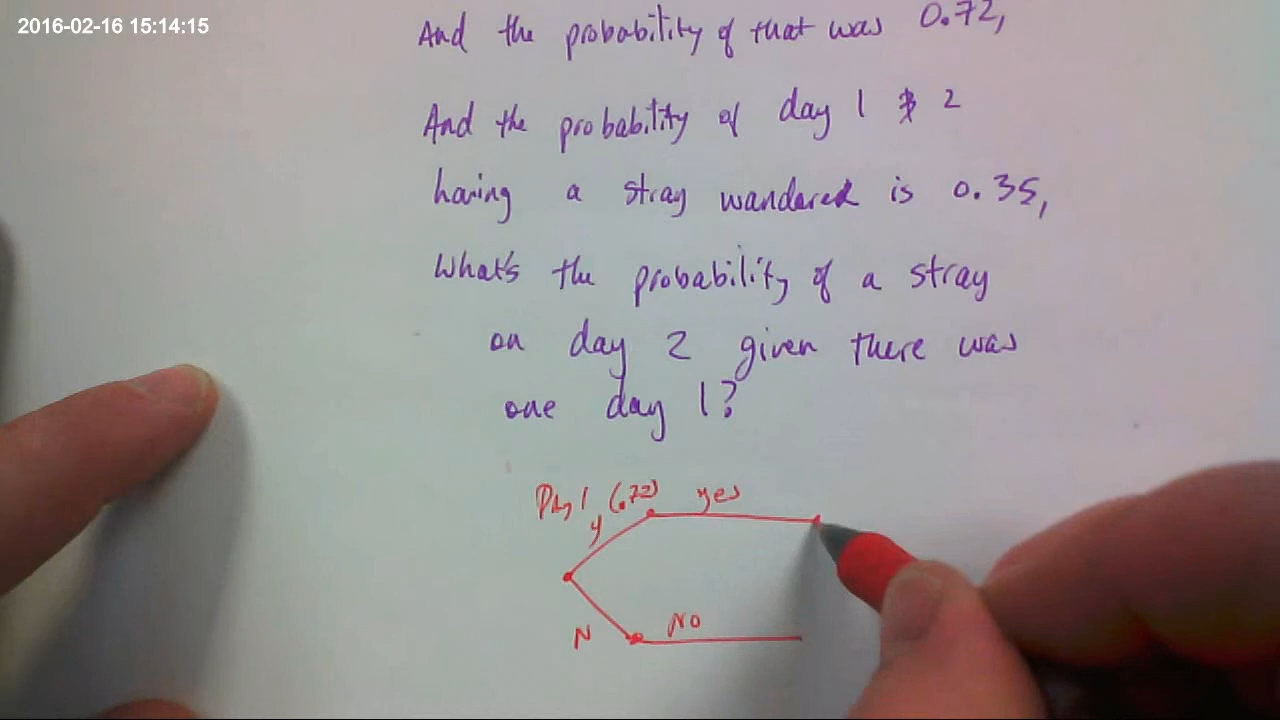 2016-02-16 15:14:15
And the probability of that was 0.72,
And the probability of day 1 & 2
having a stray wandered is 0.35,
What's the probability of a stray
on day 2 given there was
one day 1?
Day 1 (.72) yes
y
N NO